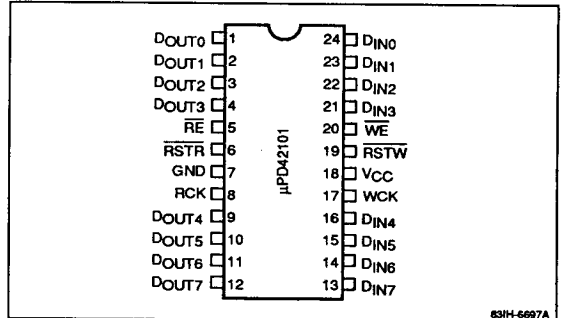 DOUT0 1 24 DIN0
DOUT1 2 23 DIN1
DOUT2 3 22 DIN2
DOUT3 4 21 DIN3
RE 5 20 WE
RSTR 6 19 RSTW
GND 7 18 VCC
RCK 8 17 WCK
DOUT4 9 16 DIN4
DOUT5 10 15 DIN5
DOUT6 11 14 DIN6
DOUT7 12 13 DIN7
µPD42101
83IH-6697A